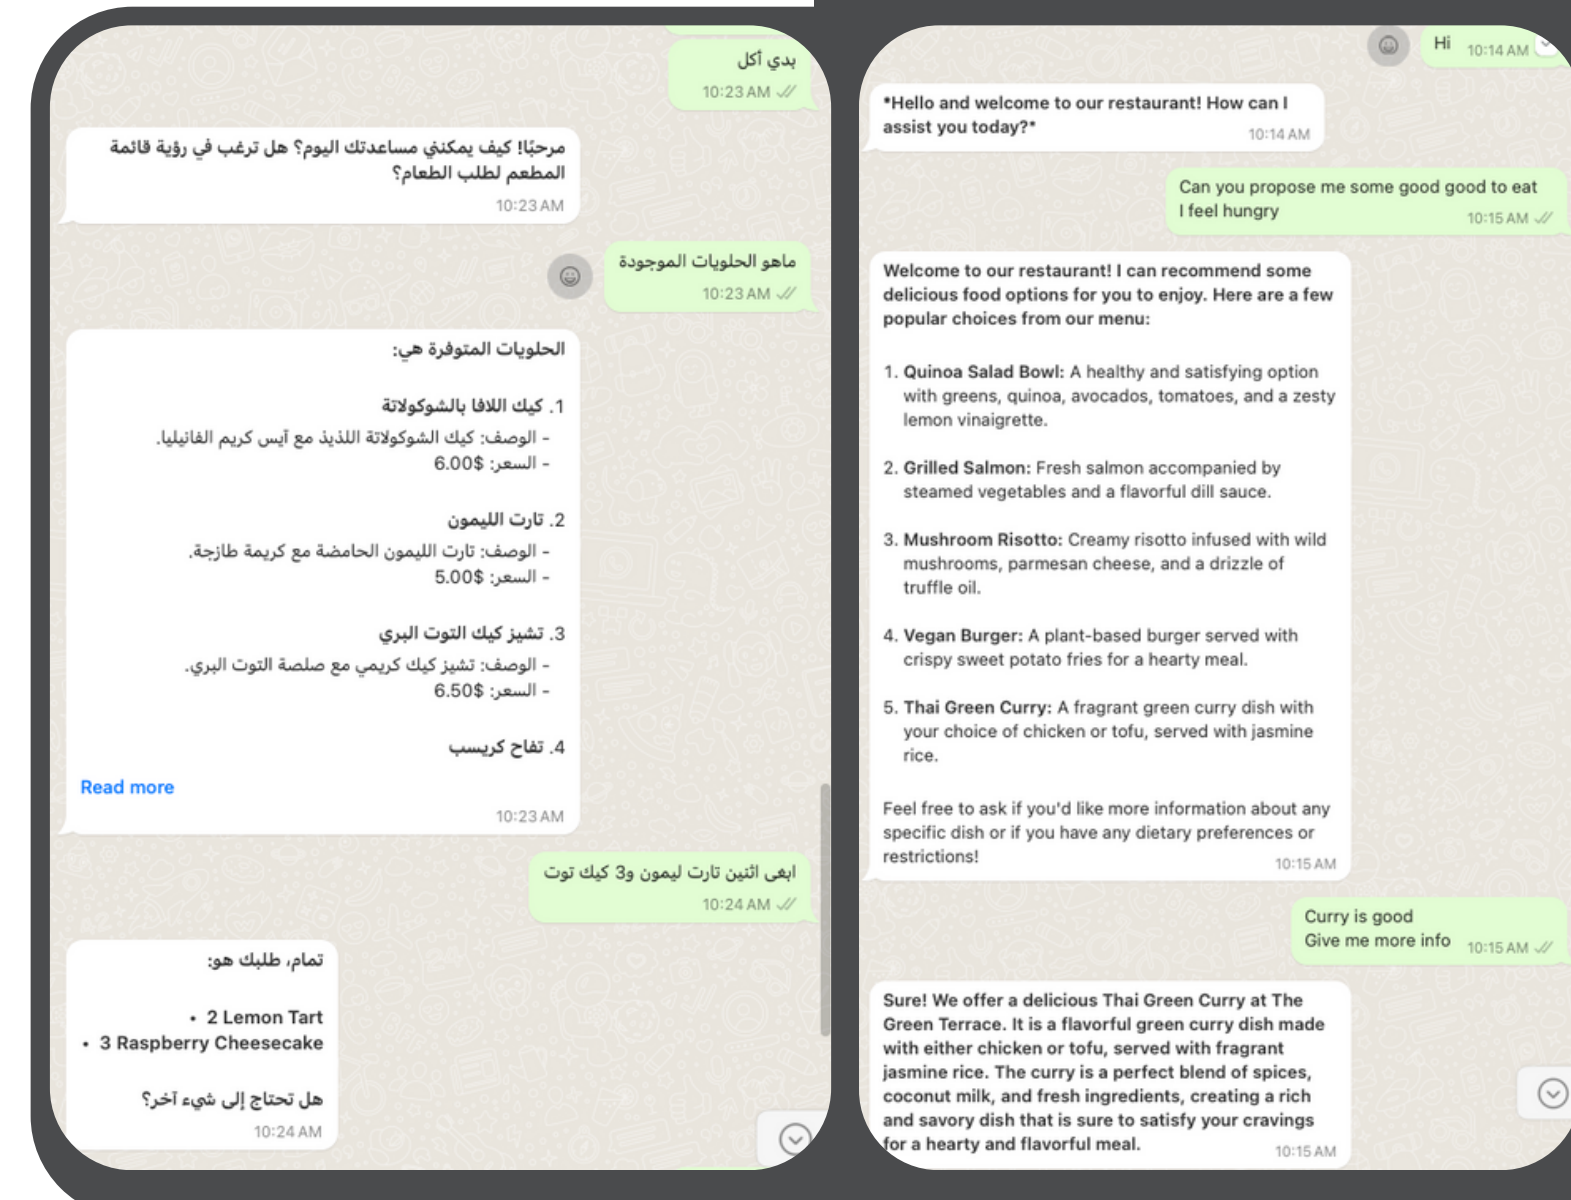 بدي أكل
10:23 AM
مرحبًا! كيف يمكنني مساعدتك اليوم؟ هل ترغب في رؤية قائمة
المطعم لطلب الطعام؟
10:23 AM
ماهو الحلويات الموجودة
10:23 AM
الحلويات المتوفرة هي:
1. كيك اللافا بالشوكولاتة
- الوصف: كيك الشوكولاتة اللذيذ مع آيس كريم الفانيليا.
- السعر: $6.00
2. تارت الليمون
- الوصف: تارت الليمون الحامضة مع كريمة طازجة.
- السعر: $5.00
3. تشيز كيك التوت البري
- الوصف: تشيز كيك كريمي مع صلصة التوت البري.
- السعر: $6.50
4. تفاح كريسب
Read more
10:23 AM
ابغى اثنين تارت ليمون و3 كيك توت
10:24 AM
تمام، طلبك هو:
• 2 Lemon Tart
• 3 Raspberry Cheesecake
هل تحتاج إلى شيء آخر؟
10:24 AM
Hi 10:14 AM
*Hello and welcome to our restaurant! How can I
assist you today?*
10:14 AM
Can you propose me some good good to eat
I feel hungry
10:15 AM
Welcome to our restaurant! I can recommend some
delicious food options for you to enjoy. Here are a few
popular choices from our menu:
1. Quinoa Salad Bowl: A healthy and satisfying option
with greens, quinoa, avocados, tomatoes, and a zesty
lemon vinaigrette.
2. Grilled Salmon: Fresh salmon accompanied by
steamed vegetables and a flavorful dill sauce.
3. Mushroom Risotto: Creamy risotto infused with wild
mushrooms, parmesan cheese, and a drizzle of
truffle oil.
4. Vegan Burger: A plant-based burger served with
crispy sweet potato fries for a hearty meal.
5. Thai Green Curry: A fragrant green curry dish with
your choice of chicken or tofu, served with jasmine
rice.
Feel free to ask if you'd like more information about any
specific dish or if you have any dietary preferences or
restrictions!
10:15 AM
Curry is good
Give me more info
10:15 AM
Sure! We offer a delicious Thai Green Curry at The
Green Terrace. It is a flavorful green curry dish made
with either chicken or tofu, served with fragrant
jasmine rice. The curry is a perfect blend of spices,
coconut milk, and fresh ingredients, creating a rich
and savory dish that is sure to satisfy your cravings
for a hearty and flavorful meal.
10:15 AM